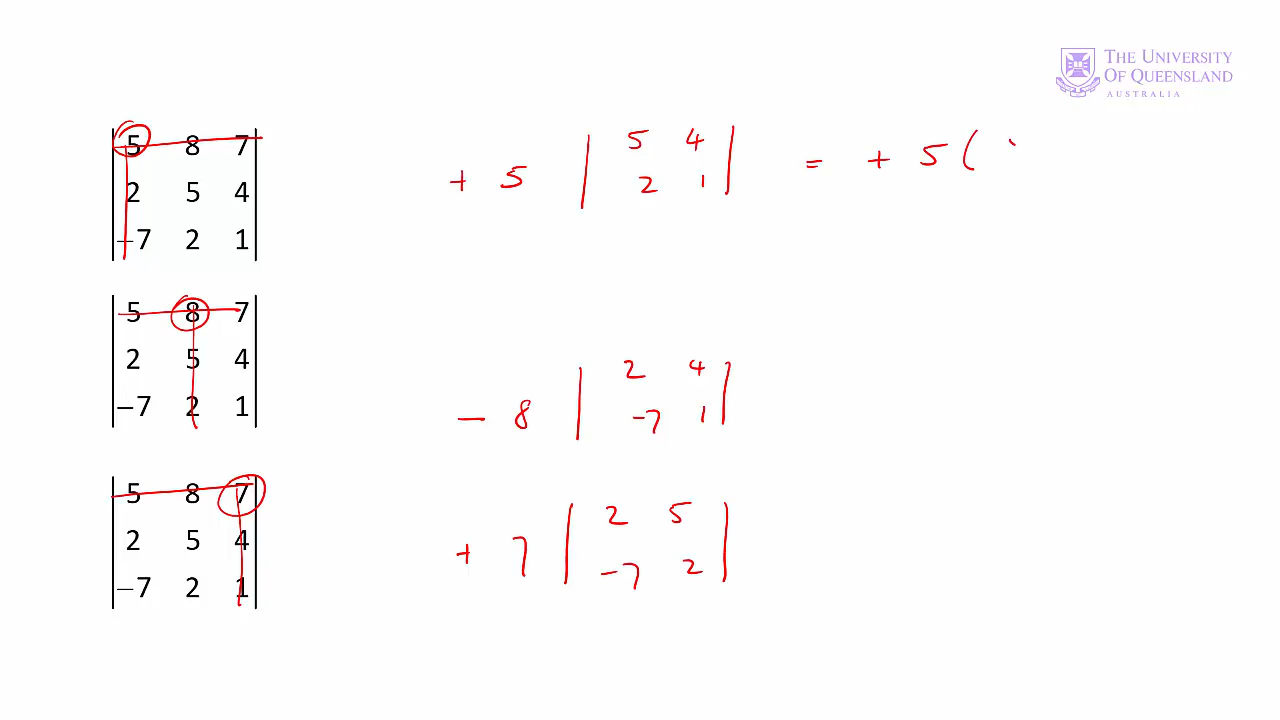 THE UNIVERSITY
OF QUEENSLAND
AUSTRALIA
5 8 7
2 5 4
−7 2 1
+ 5 | 5 4 | = + 5 (
2 1
5 8 7
2 5 4
−7 2 1
− 8 | 2 4 |
-7 1
5 8 7
2 5 4
−7 2 1
+ 7 | 2 5 |
-7 2